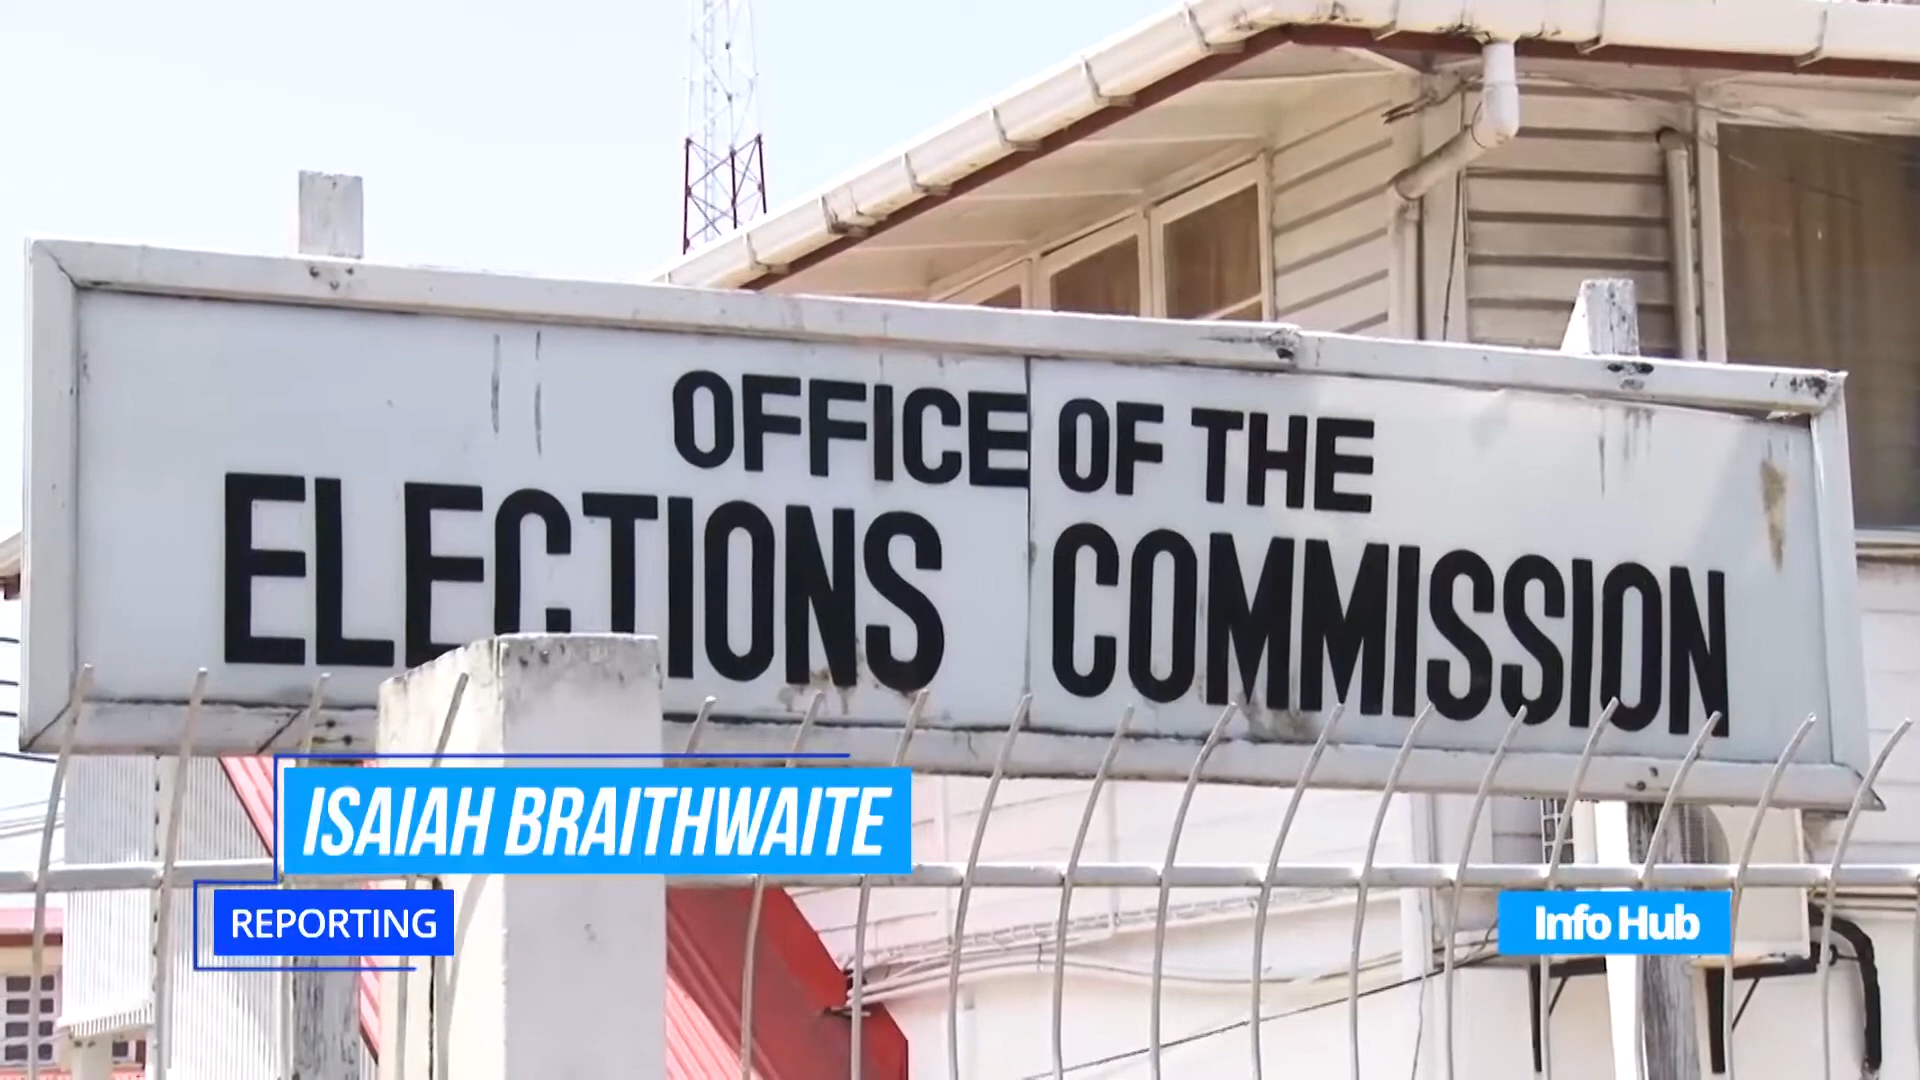 OFFICE OF THE
ELECTIONS COMMISSION
ISAIAH BRAITHWAITE
REPORTING
Info Hub